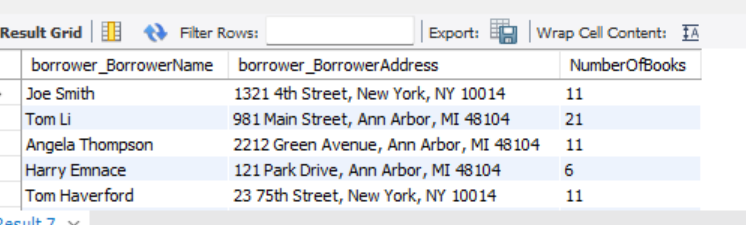 Result Grid Filter Rows: Export: Wrap Cell Content: IA
borrower_BorrowerName borrower_BorrowerAddress NumberOfBooks
Joe Smith 1321 4th Street, New York, NY 10014 11
Tom Li 981 Main Street, Ann Arbor, MI 48104 21
Angela Thompson 2212 Green Avenue, Ann Arbor, MI 48104 11
Harry Emnace 121 Park Drive, Ann Arbor, MI 48104 6
Tom Haverford 23 75th Street, New York, NY 10014 11
Result 7